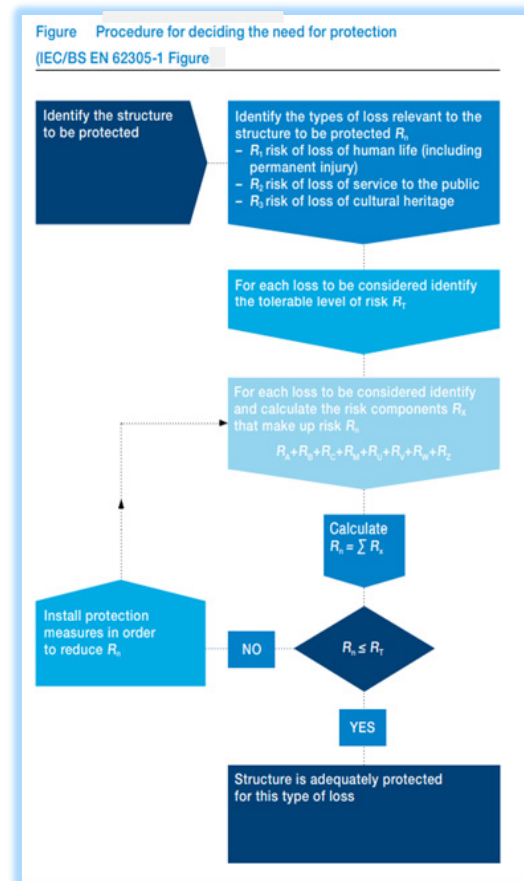 Figure Procedure for deciding the need for protection
(IEC/BS EN 62305-1 Figure
Identify the structure
to be protected
Identify the types of loss relevant to the
structure to be protected Rn
– R1 risk of loss of human life (including
permanent injury)
– R2 risk of loss of service to the public
– R3 risk of loss of cultural heritage
For each loss to be considered identify
the tolerable level of risk RT
For each loss to be considered identify
and calculate the risk components Rx
that make up risk Rn
RA+RB+RC+RM+RU+RV+RW+RZ
Calculate
Rn = ∑ Rx
Install protection
measures in order
to reduce Rn
NO
Rn ≤ RT
YES
Structure is adequately protected
for this type of loss